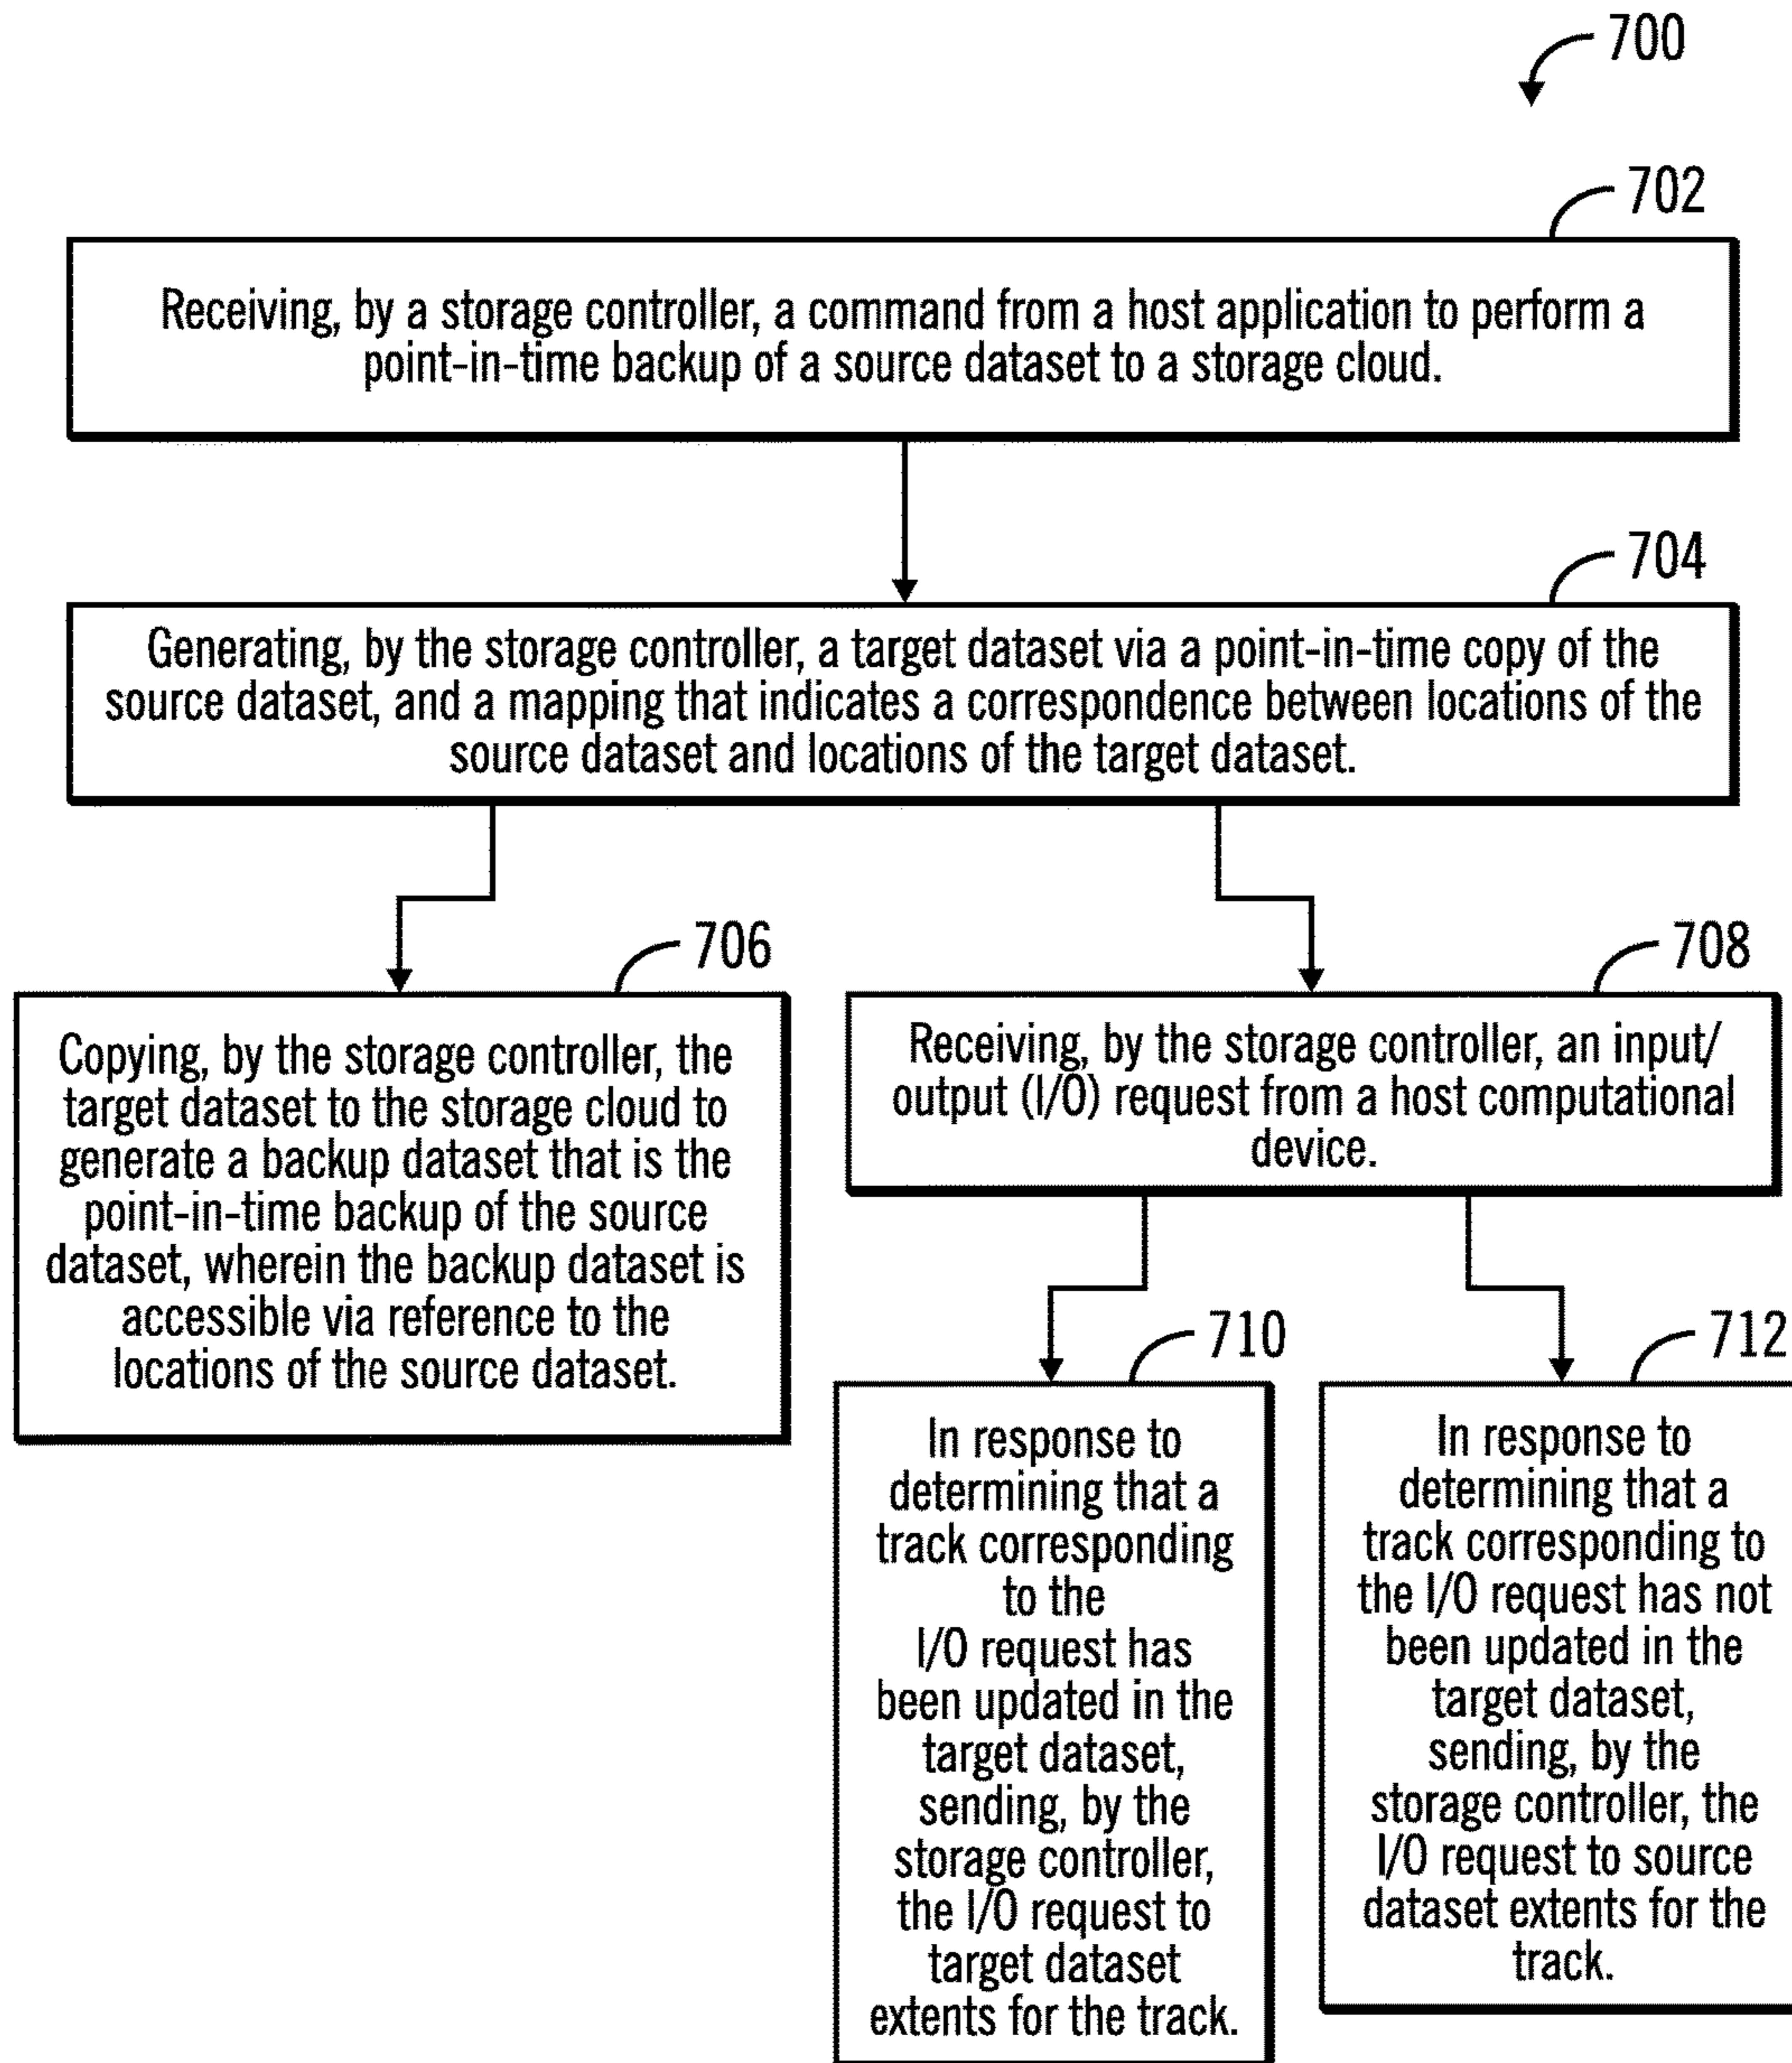 700
702
Receiving, by a storage controller, a command from a host application to perform a
point-in-time backup of a source dataset to a storage cloud.
704
Generating, by the storage controller, a target dataset via a point-in-time copy of the
source dataset, and a mapping that indicates a correspondence between locations of the
source dataset and locations of the target dataset.
706
Copying, by the storage controller, the
target dataset to the storage cloud to
generate a backup dataset that is the
point-in-time backup of the source
dataset, wherein the backup dataset is
accessible via reference to the
locations of the source dataset.
708
Receiving, by the storage controller, an input/
output (I/O) request from a host computational
device.
710
In response to
determining that a
track corresponding
to the
I/O request has
been updated in the
target dataset,
sending, by the
storage controller,
the I/O request to
target dataset
extents for the track.
712
In response to
determining that a
track corresponding to
the I/O request has not
been updated in the
target dataset,
sending, by the
storage controller, the
I/O request to source
dataset extents for the
track.